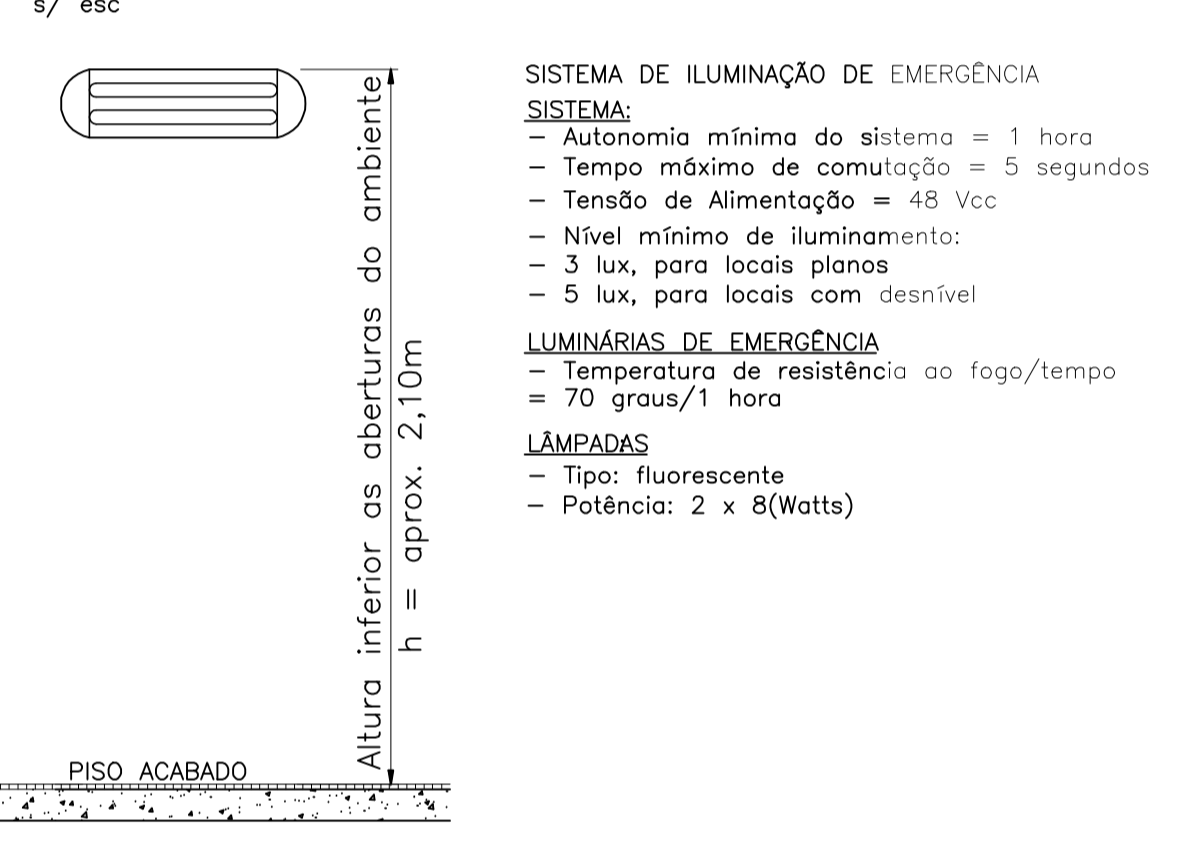 s/ esc
SISTEMA DE ILUMINAÇÃO DE EMERGÊNCIA
SISTEMA:
– Autonomia mínima do sistema = 1 hora
– Tempo máximo de comutação = 5 segundos
– Tensão de Alimentação = 48 Vcc
– Nível mínimo de iluminamento:
– 3 lux, para locais planos
– 5 lux, para locais com desnível
LUMINÁRIAS DE EMERGÊNCIA
– Temperatura de resistência ao fogo/tempo
= 70 graus/1 hora
LÂMPADAS
– Tipo: fluorescente
– Potência: 2 x 8(Watts)
Altura inferior as aberturas do ambiente
h = aprox. 2,10m
PISO ACABADO